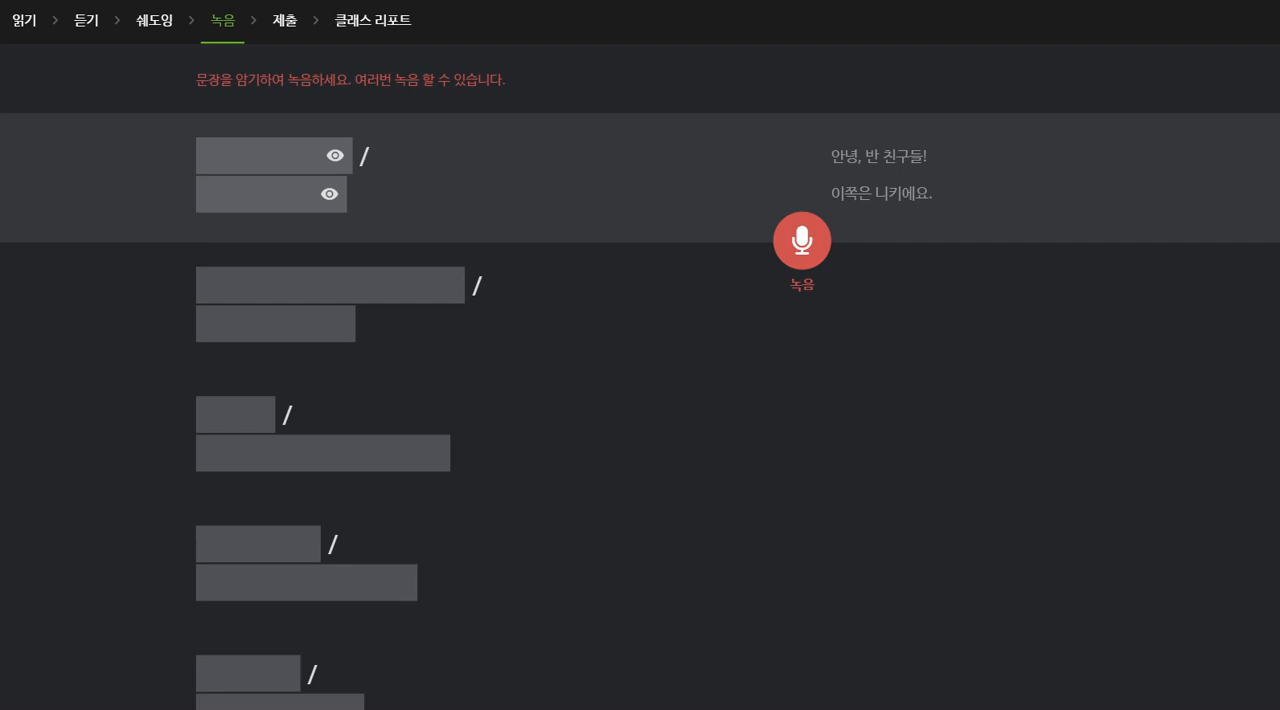 읽기 > 듣기 > 쉐도잉 > 녹음 > 제출 > 클래스 리포트
문장을 암기하여 녹음하세요. 여러번 녹음 할 수 있습니다.
/
안녕, 반 친구들!
이쪽은 니키에요.
녹음
/
/
/
/